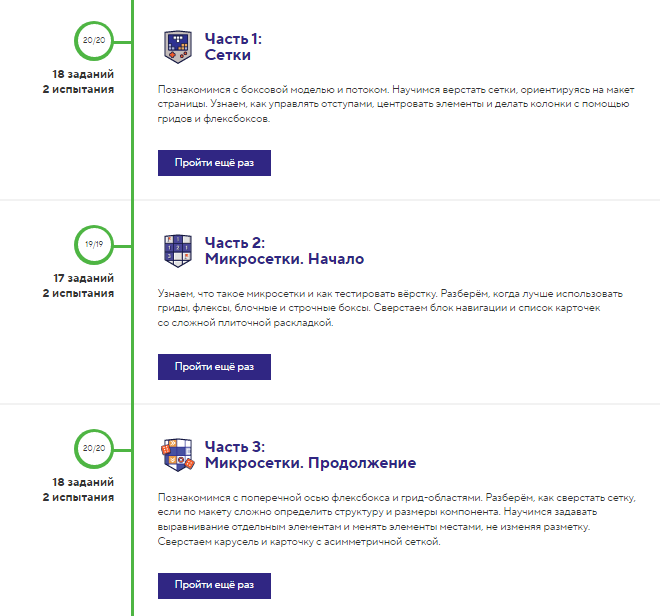 20/20
18 заданий
2 испытания
Часть 1:
Сетки
Познакомимся с боксовой моделью и потоком. Научимся верстать сетки, ориентируясь на макет
страницы. Узнаем, как управлять отступами, центровать элементы и делать колонки с помощью
гридов и флексбоксов.
Пройти ещё раз
19/19
17 заданий
2 испытания
Часть 2:
Микросетки. Начало
Узнаем, что такое микросетки и как тестировать вёрстку. Разберём, когда лучше использовать
гриды, флексы, блочные и строчные боксы. Сверстаем блок навигации и список карточек
со сложной плиточной раскладкой.
Пройти ещё раз
20/20
18 заданий
2 испытания
Часть 3:
Микросетки. Продолжение
Познакомимся с поперечной осью флексбокса и грид-областями. Разберём, как сверстать сетку,
если по макету сложно определить структуру и размеры компонента. Научимся задавать
выравнивание отдельным элементам и менять элементы местами, не изменяя разметку.
Сверстаем карусель и карточку с асимметричной сеткой.
Пройти ещё раз